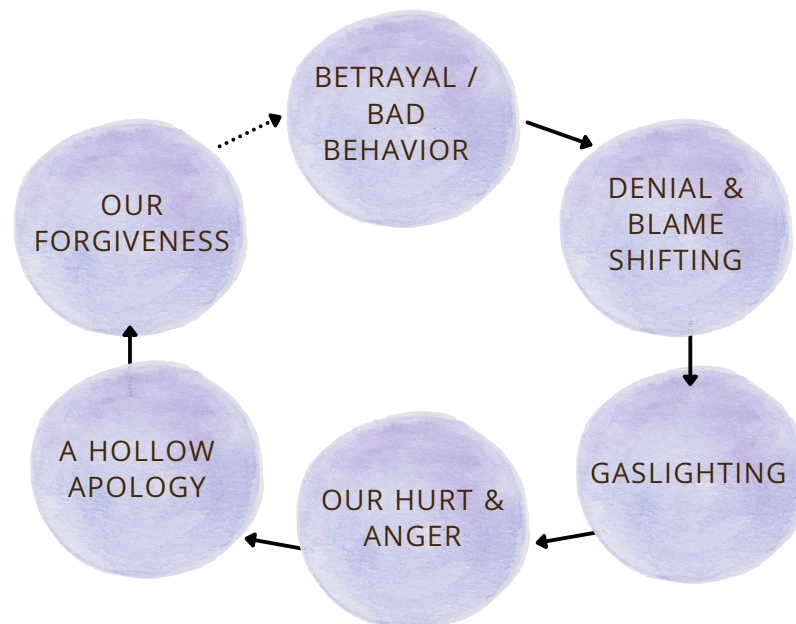 BETRAYAL /
BAD
BEHAVIOR
DENIAL &
BLAME
SHIFTING
GASLIGHTING
OUR HURT &
ANGER
A HOLLOW
APOLOGY
OUR
FORGIVENESS